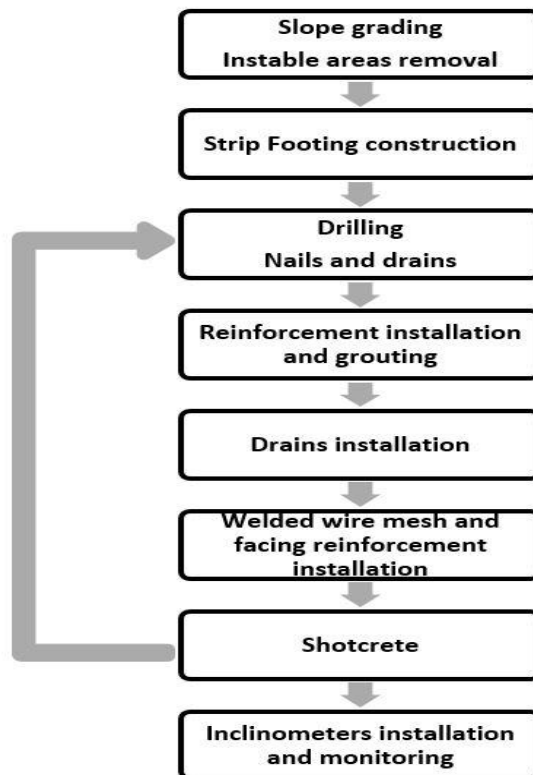 Slope grading
Instable areas removal
Strip Footing construction
Drilling
Nails and drains
Reinforcement installation
and grouting
Drains installation
Welded wire mesh and
facing reinforcement
installation
Shotcrete
Inclinometers installation
and monitoring